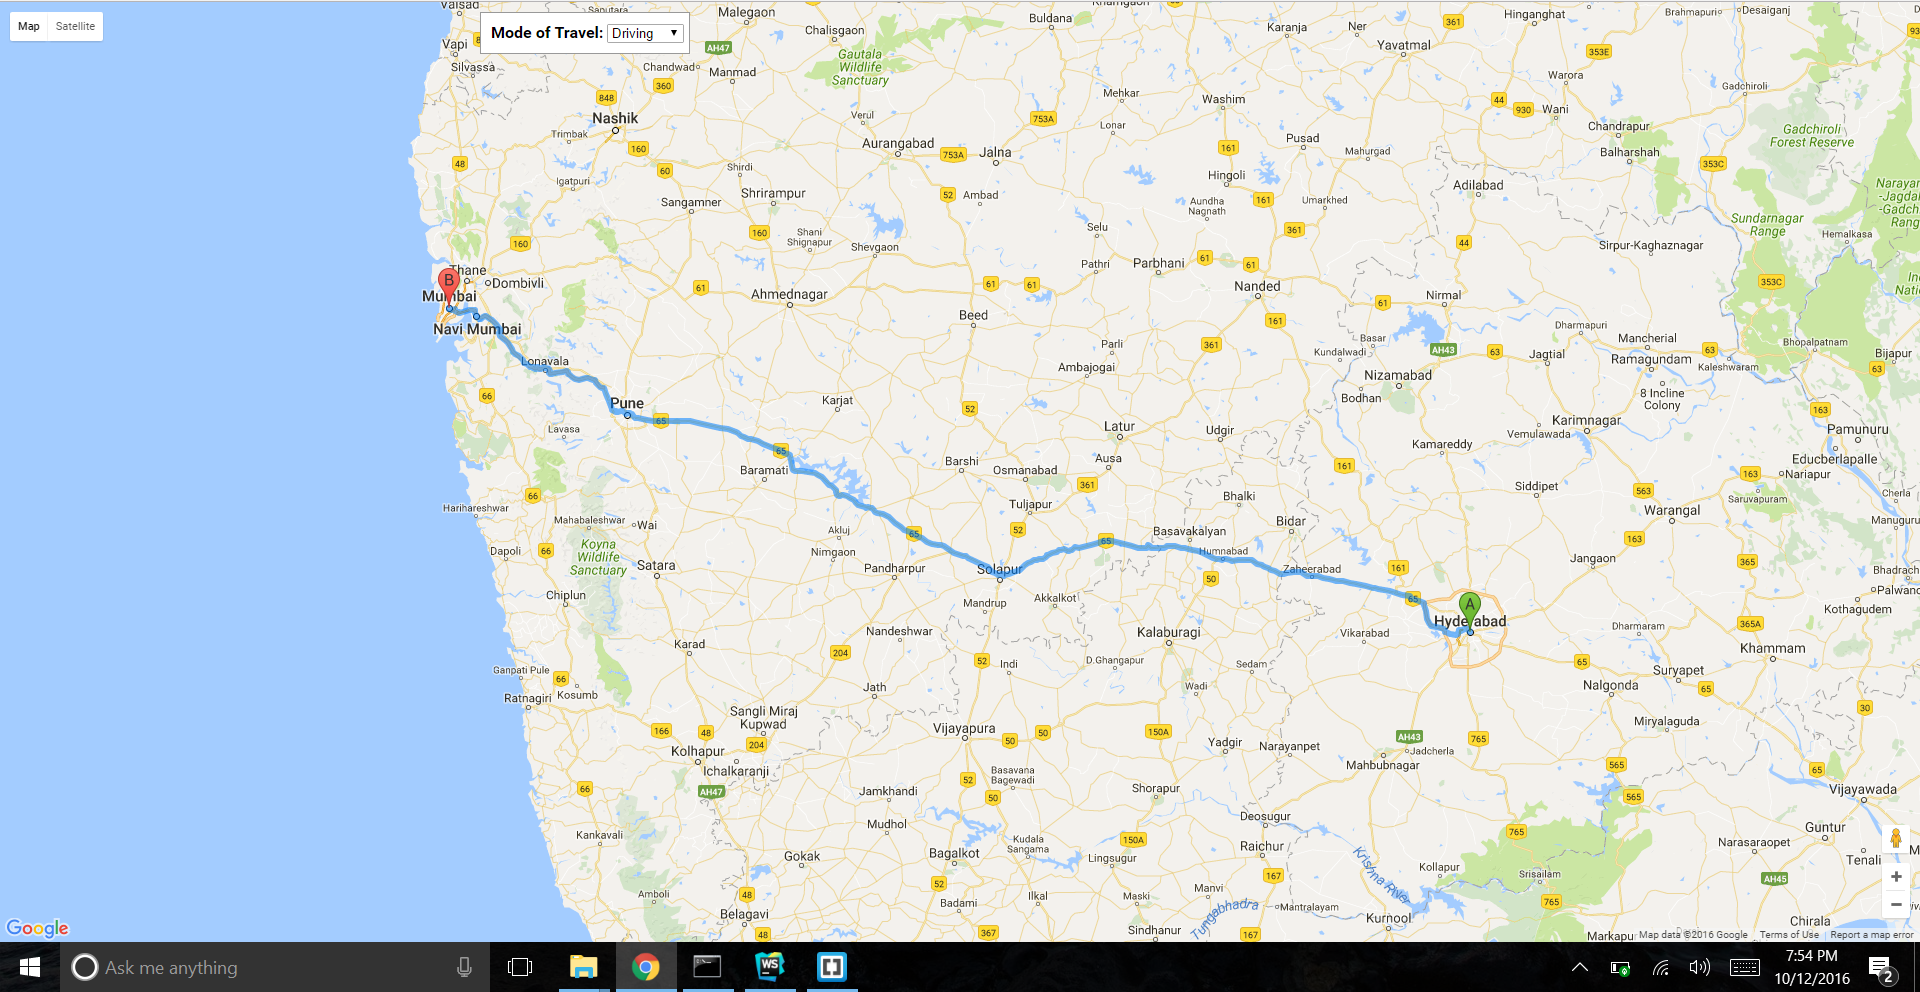 Map
Satellite
Mode of Travel: Driving
Valsad
Malegaon
Buldana
Khamgaon
Karanja
Ner
361
Hinganghat
Brahmapuri
Desaiganj
Vapi
AH47
Chalisgaon
Yavatmal
353E
Silvassa
Chandwad
Manmad
Gautala
Wildlife
Sanctuary
Warora
Gadchiroli
848
360
Mehkar
Washim
44
930
Wani
Nashik
Verul
753A
Lonar
Chandrapur
Gadchiroli
Forest Reserve
Trimbak
160
Aurangabad
753A
Jalna
Pusad
161
Mahurgad
Balharshah
353C
48
60
Shirdi
Igatpuri
Hingoli
Adilabad
Shrirampur
52
Ambad
Sangamner
Aundha
Nagnath
161
Umarkhed
Sundarnagar
Range
160
160
Shani
Shignapur
Shevgaon
Selu
361
44
Sirpur-Kaghaznagar
Hemalkasa
Thane
B
Dombivli
Pathri
Parbhani
61
61
353C
Mumbai
61
Ahmednagar
61
61
Nanded
61
Nirmal
Navi Mumbai
Beed
161
Basar
Dharmapuri
Mancherial
Bhopalpatnam
Bijapur
Lonavala
Parli
361
Kundalwadi
AH43
63
Jagtial
Ramagundam
63
Kaleshwaram
63
Ambajogai
Nizamabad
66
Pune
Karjat
52
Bodhan
8 Incline
Colony
163
65
Lavasa
Latur
Udgir
Karimnagar
Vemulawada
Pamunuru
65
Kamareddy
Baramati
Barshi
Osmanabad
Ausa
161
Educberlapalle
Nariapur
163
66
361
Siddipet
563
Saruvapuram
Cherla
Harihareshwar
Tuljapur
Bhalki
Warangal
Mahabaleshwar
Wai
Akluj
65
52
Basavakalyan
Bidar
Manuguru
Dapoli
66
Koyna
Wildlife
Sanctuary
Nimgaon
65
Humnabad
163
Jangaon
365
Satara
Pandharpur
Solapur
50
Zaheerabad
161
Bhadrach
Palwan
Chiplun
Mandrup
Akkalkot
65
A
Hyderabad
Kothagudem
Nandeshwar
Kalaburagi
Vikarabad
Dharmaram
365A
Karad
204
52
Indi
D.Ghangapur
Sedam
65
Suryapet
Khammam
Ganpati Pule
66
Kosumb
Jath
Wadi
Nalgonda
65
Ratnagiri
Sangli Miraj
Kupwad
30
166
48
204
Vijayapura
50
50
150A
Miryalaguda
Kolhapur
Yadgir
Narayanpet
AH43
765
Jadcherla
Ichalkaranji
Mahbubnagar
565
65
AH47
66
Basavana
Bagewadi
52
Jamkhandi
50
Shorapur
565
Vijayawada
Kankavali
Mudhol
Deosugur
765
Guntur
Kudala
Sangama
150A
Narasaraopet
Gokak
Bagalkot
Lingsugur
Raichur
Krishna River
Kollapur
Tenali
52
167
Srisailam
AH45
Amboli
48
Badami
Ilkal
Maski
Manvi
Mantralayam
765
Belagavi
Tungabhadra
Kurnool
Chirala
48
367
Sindhanur
167
Markapur
Google
Map data ©2016 Google
Terms of Use
Report a map error
Ask me anything
WS
7:54 PM
10/12/2016
2